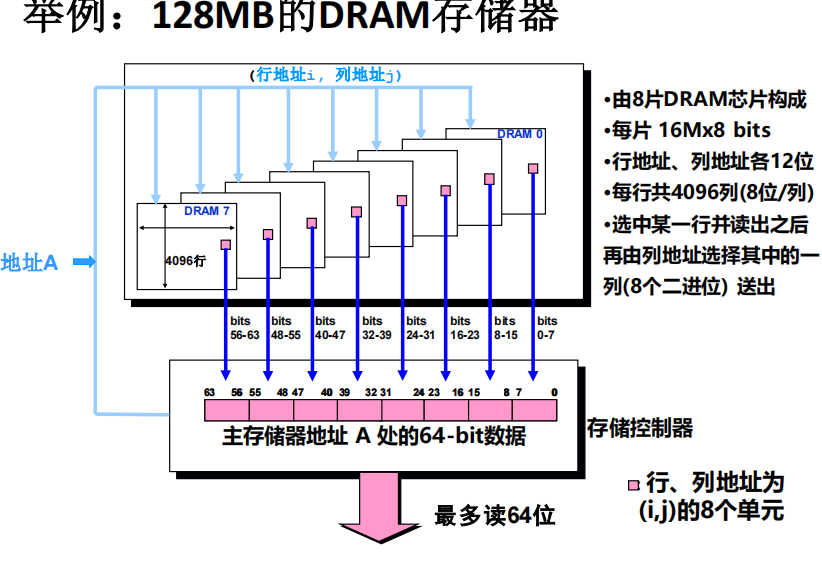 举例：128MB的DRAM存储器
(行地址i, 列地址j)
DRAM 0
DRAM 7
4096行
地址A
•由8片DRAM芯片构成
•每片 16Mx8 bits
•行地址、列地址各12位
•每行共4096列(8位/列)
•选中某一行并读出之后
再由列地址选择其中的一
列(8个二进位) 送出
bits 56-63
bits 48-55
bits 40-47
bits 32-39
bits 24-31
bits 16-23
bits 8-15
bits 0-7
63 56 55 48 47 40 39 32 31 24 23 16 15 8 7 0
主存储器地址 A 处的64-bit数据
存储控制器
: 行、列地址为
(i,j)的8个单元
最多读64位